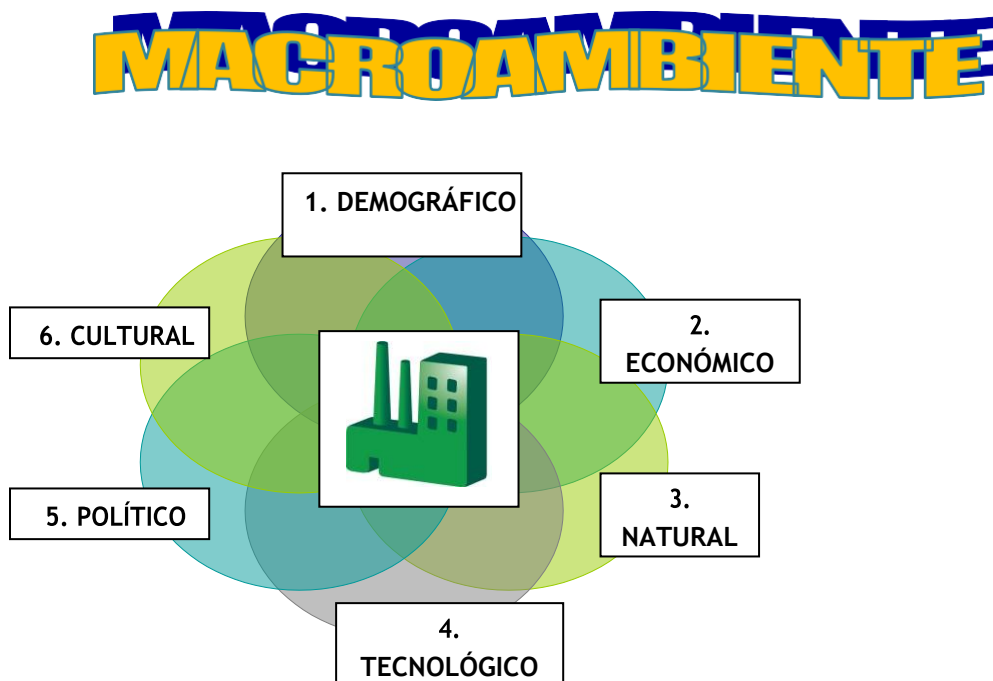 MACROAMBIENTE
1. DEMOGRÁFICO
2.
ECONÓMICO
3.
NATURAL
4.
TECNOLÓGICO
5. POLÍTICO
6. CULTURAL